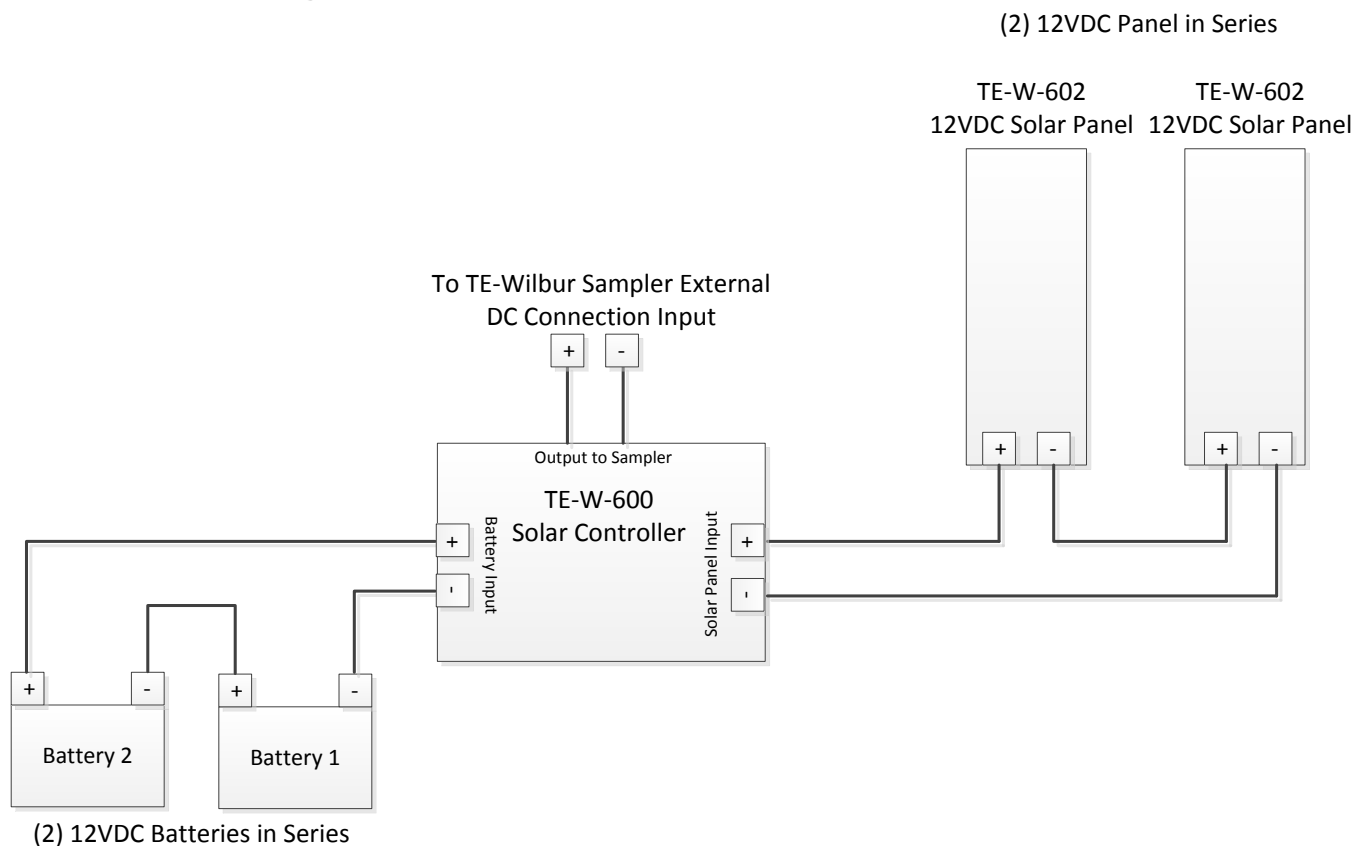 (2) 12VDC Panel in Series
TE-W-602
12VDC Solar Panel
TE-W-602
12VDC Solar Panel
+
-
+
-
To TE-Wilbur Sampler External
DC Connection Input
+
-
Output to Sampler
TE-W-600
Solar Controller
Battery Input
+
-
Solar Panel Input
+
-
+
-
+
-
Battery 2
Battery 1
(2) 12VDC Batteries in Series